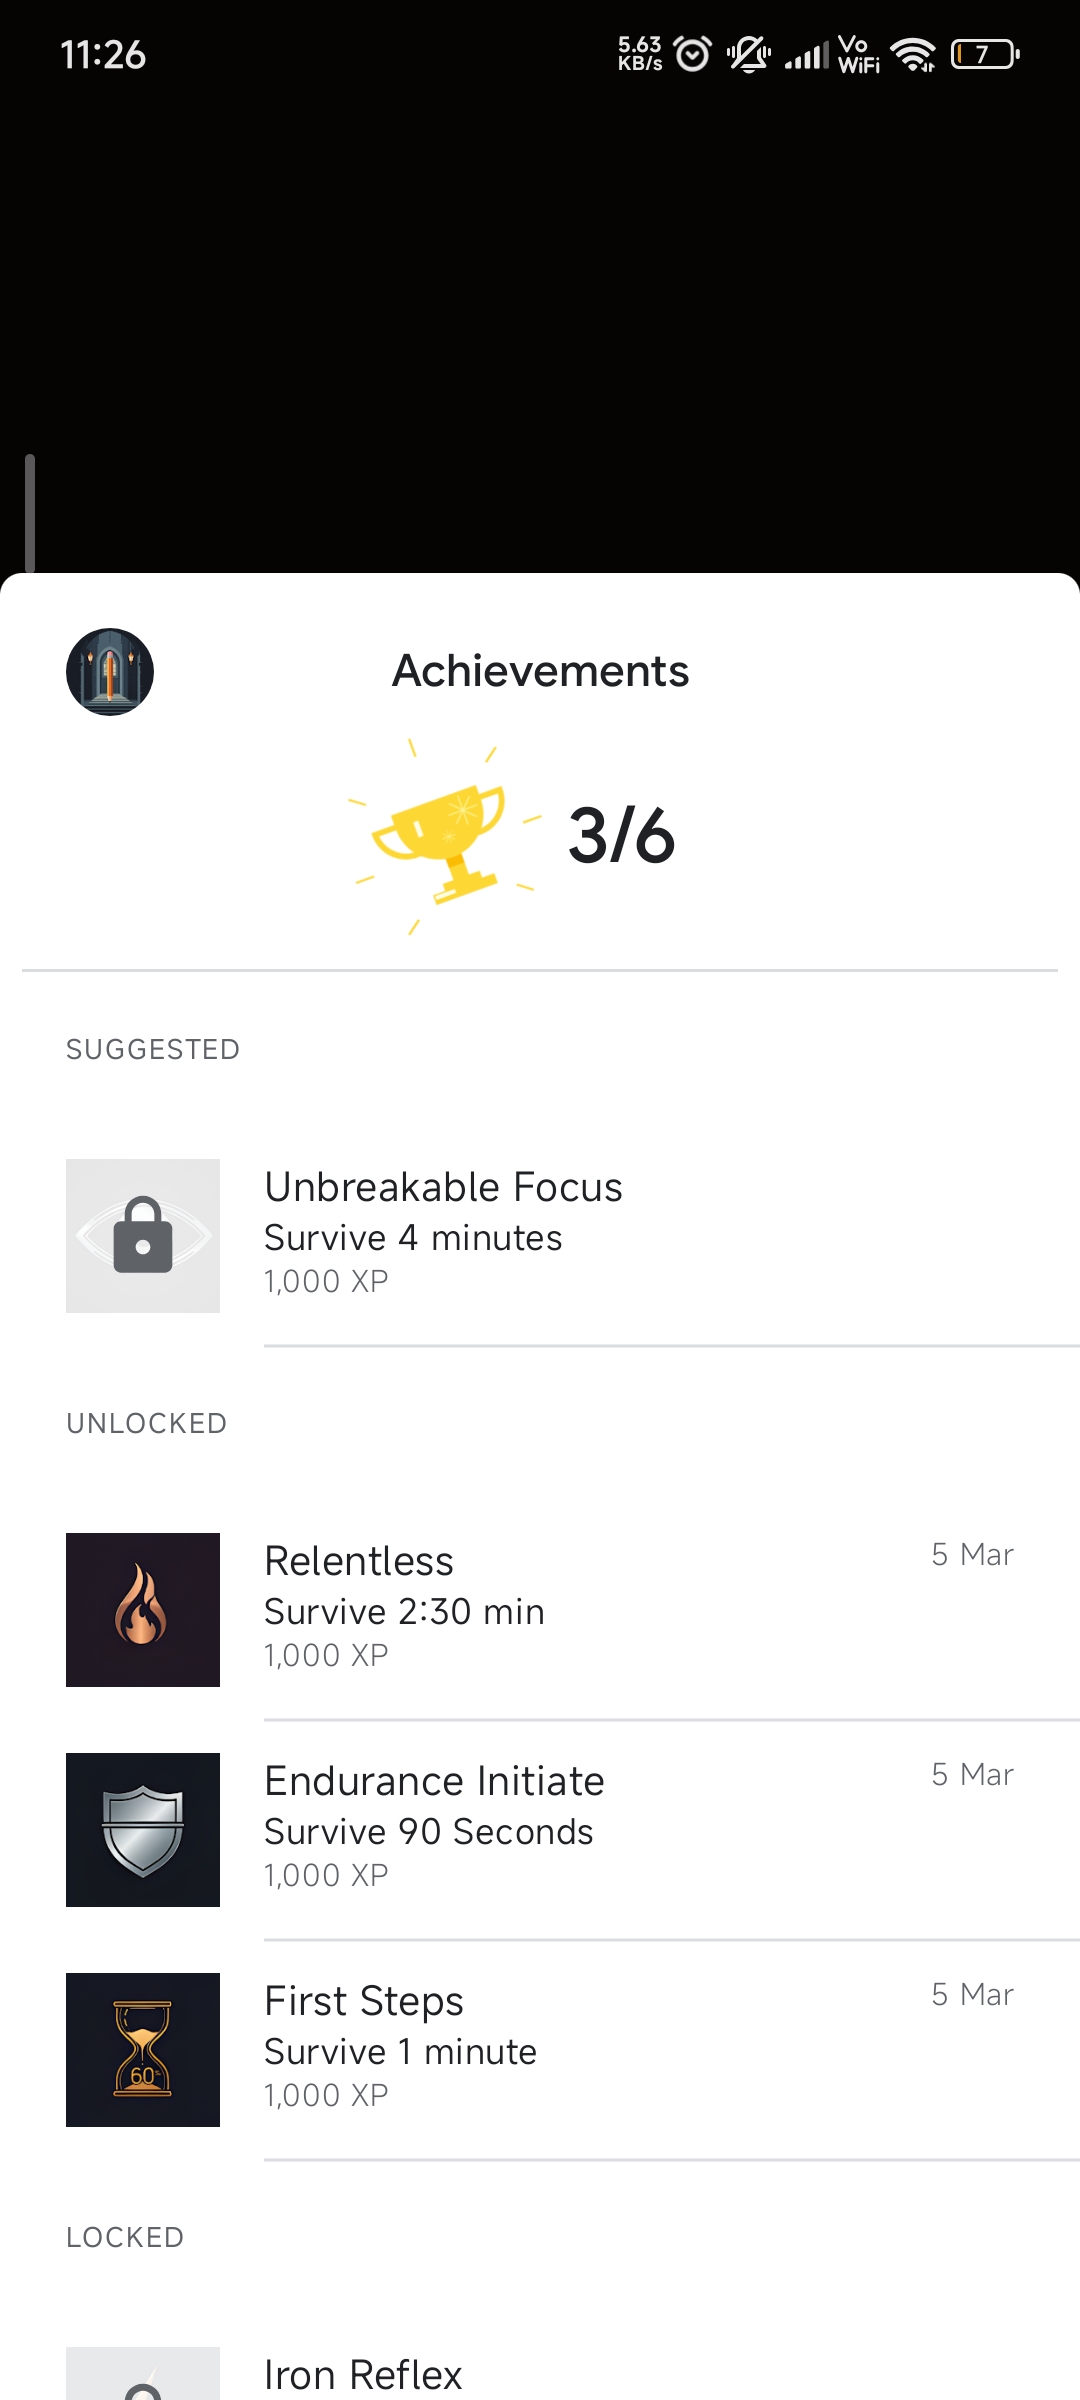 11:26
5.63
KB/s
Vo
WiFi
7
Achievements
3/6
SUGGESTED
Unbreakable Focus
Survive 4 minutes
1,000 XP
UNLOCKED
Relentless
5 Mar
Survive 2:30 min
1,000 XP
Endurance Initiate
5 Mar
Survive 90 Seconds
1,000 XP
First Steps
5 Mar
Survive 1 minute
1,000 XP
60
LOCKED
Iron Reflex